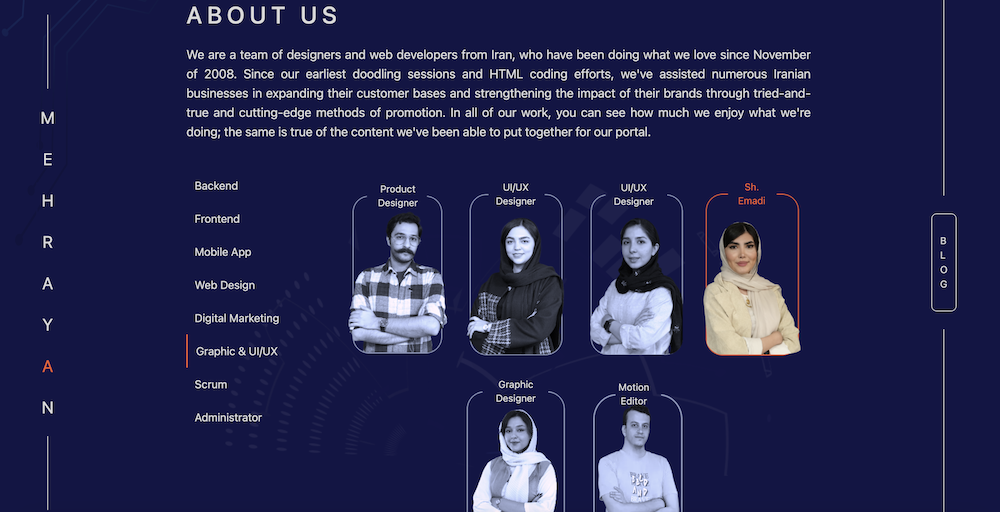 ABOUT US
We are a team of designers and web developers from Iran, who have been doing what we love since November
of 2008. Since our earliest doodling sessions and HTML coding efforts, we've assisted numerous Iranian
businesses in expanding their customer bases and strengthening the impact of their brands through tried-and-
true and cutting-edge methods of promotion. In all of our work, you can see how much we enjoy what we're
doing; the same is true of the content we've been able to put together for our portal.
M
E
H
R
A
Y
A
N
Backend
Frontend
Mobile App
Web Design
Digital Marketing
Graphic & UI/UX
Scrum
Administrator
Product
Designer
UI/UX
Designer
UI/UX
Designer
Sh.
Emadi
Graphic
Designer
Motion
Editor
B
L
O
G